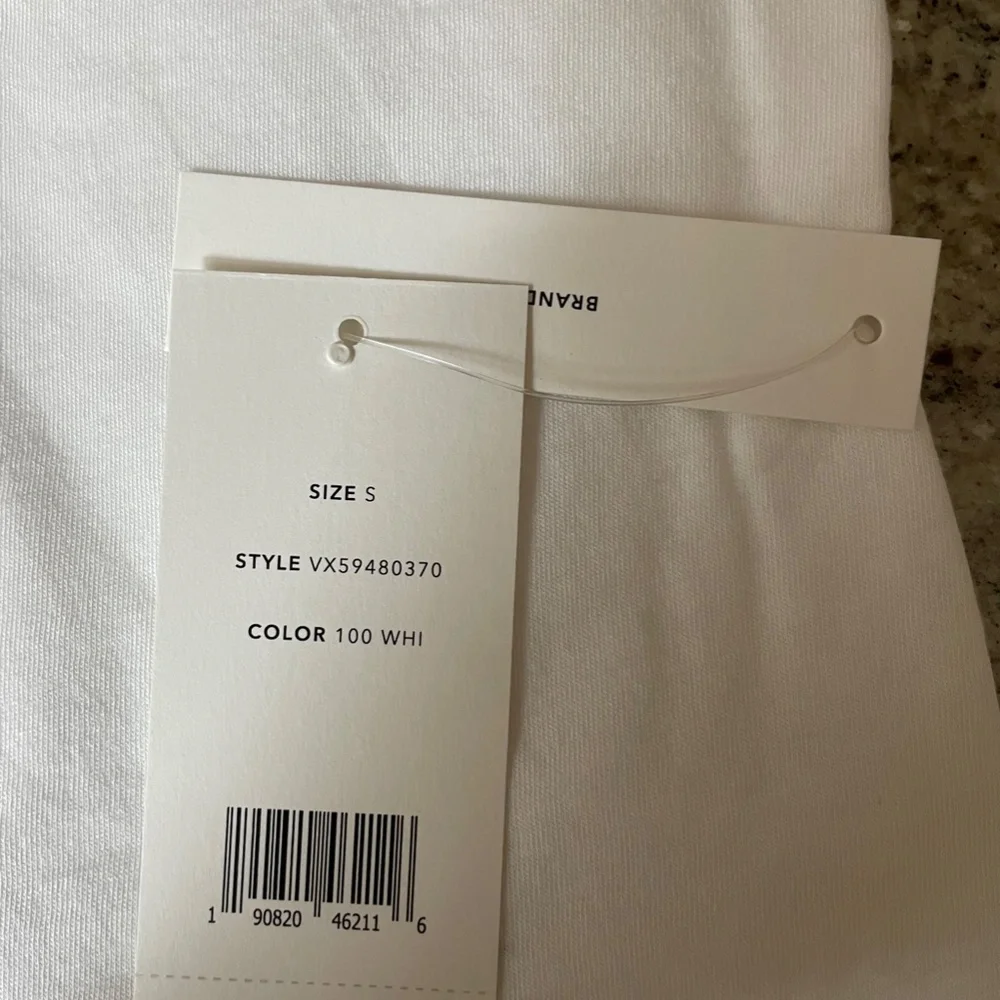 BRAND
SIZE S
STYLE VX59480370
COLOR 100 WHI
1 90820 46211 6